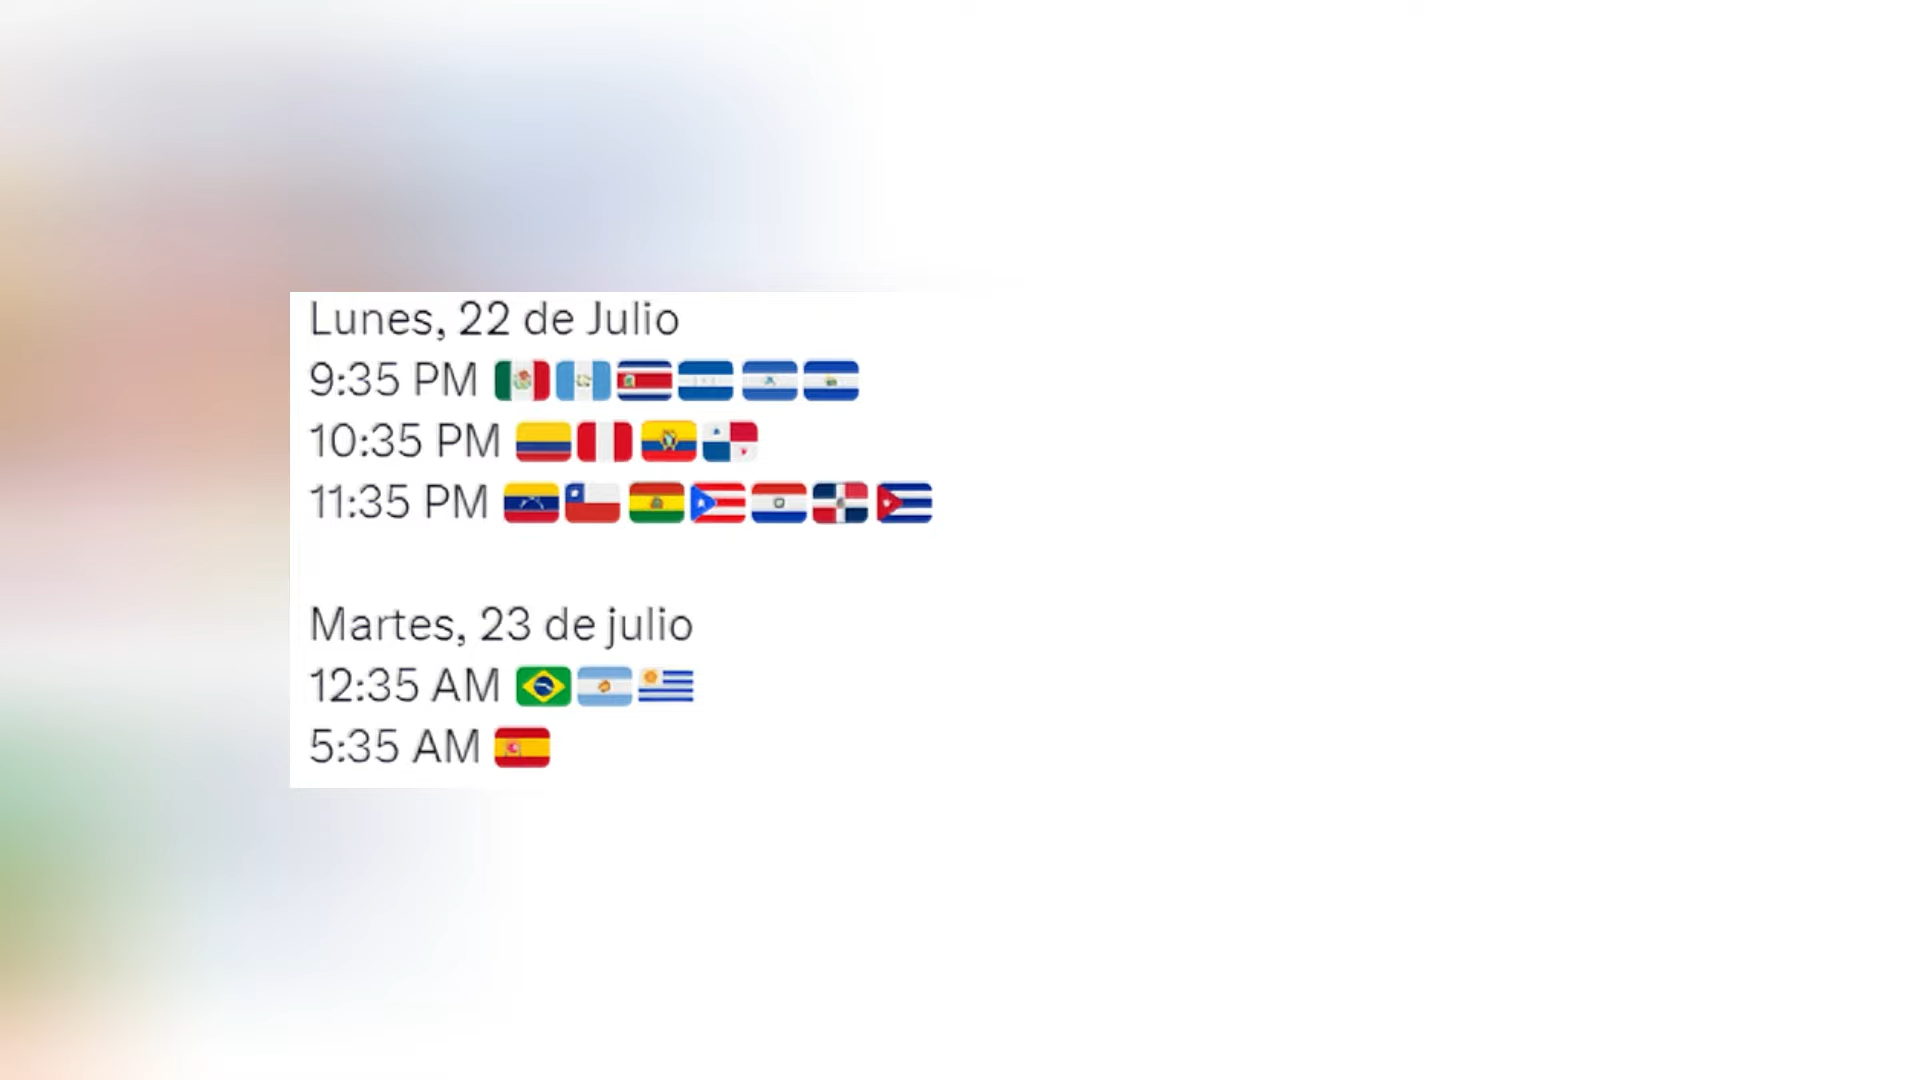 Lunes, 22 de Julio
9:35 PM 🇲🇽🇬🇹🇨🇷🇭🇳🇳🇮🇸🇻
10:35 PM 🇨🇴🇵🇪🇪🇨🇵🇦
11:35 PM 🇻🇪🇨🇱🇧🇴🇵🇷🇵🇾🇩🇴🇨🇺
Martes, 23 de julio
12:35 AM 🇧🇷🇦🇷🇺🇾
5:35 AM 🇪🇸